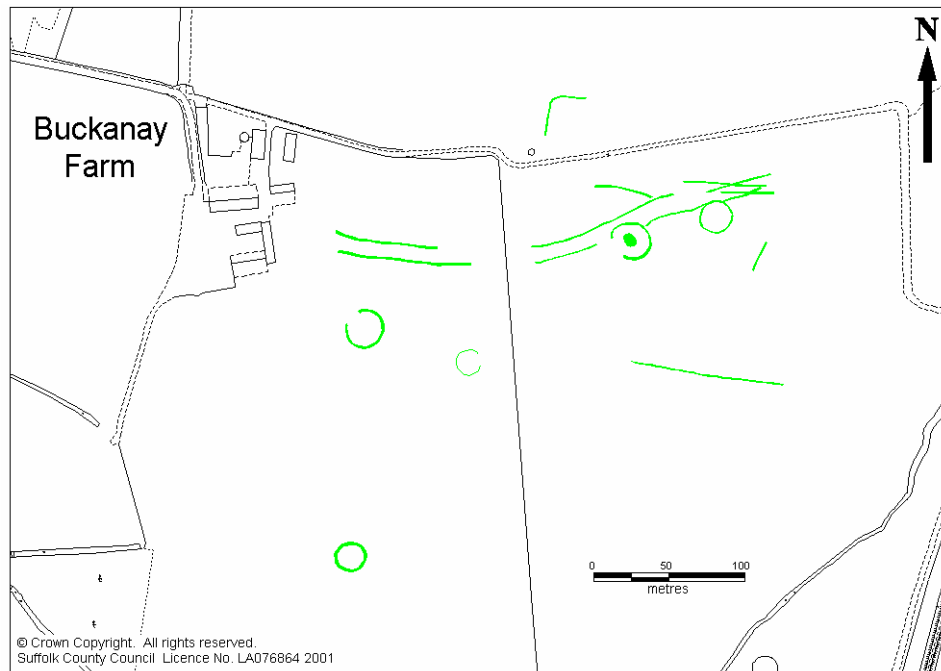 N
Buckanay
Farm
0 50 100
metres
© Crown Copyright. All rights reserved.
Suffolk County Council Licence No. LA076864 2001